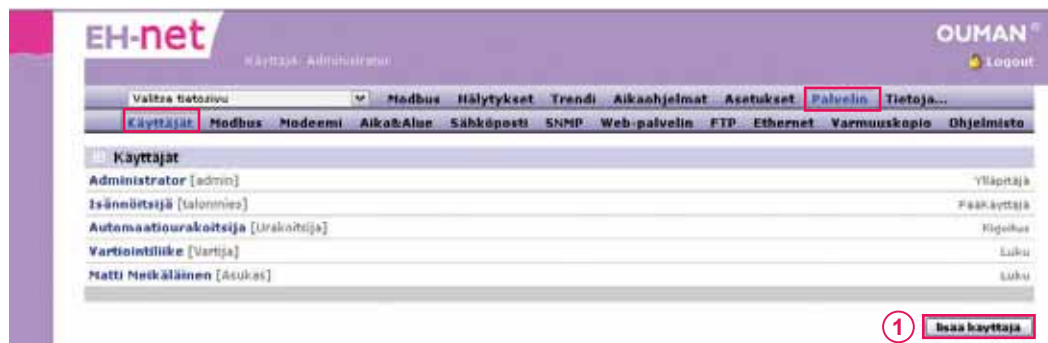 EH-net
OUMAN
Käyttäjä: Administrator
Logout
Valitse tietosivu Modbus Hälytykset Trendi Aikaohjelmat Asetukset Palvelin Tietoja...
Käyttäjät Modbus Modeemi Aika&Alue Sähköposti SNMP Web-palvelin FTP Ethernet Varmuuskopio Ohjelmisto
Käyttäjät
Administrator [admin] Ylläpitäjä
Isännöitsijä [talonmies] Pääkäyttäjä
Automaatiourakoitsija [Urakoitsija] Kirjoitus
Vartiointiliike [Vartija] Luku
Matti Meikäläinen [Asukas] Luku
1 lisää käyttäjä